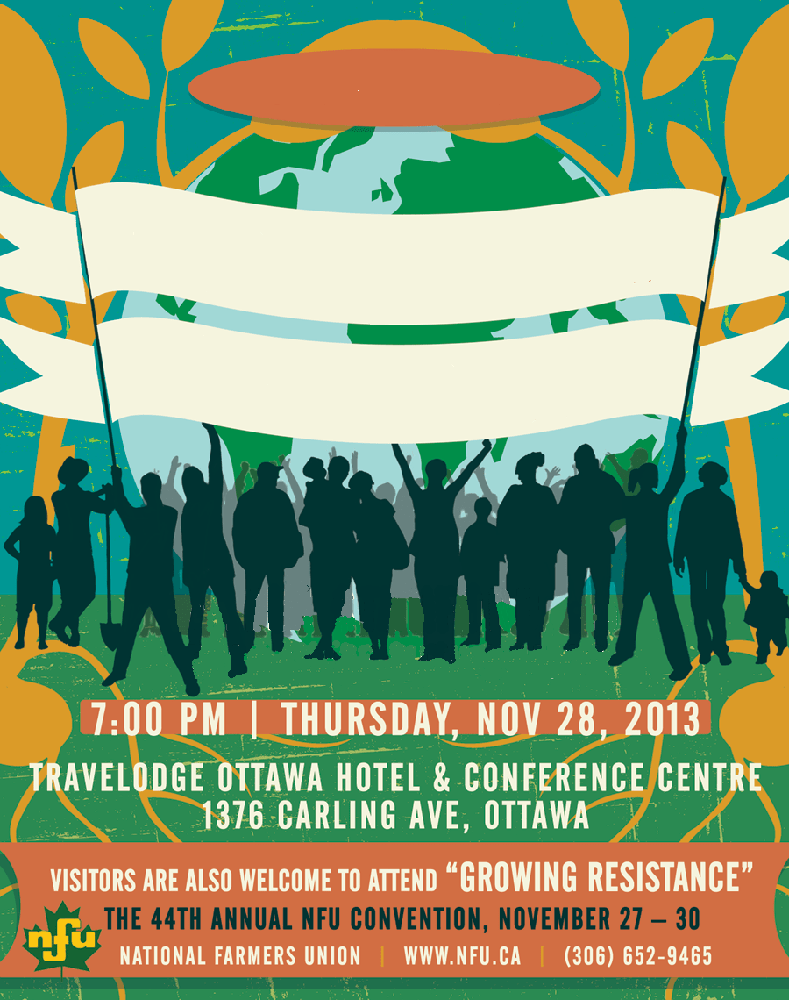 7:00 PM | THURSDAY, NOV 28, 2013
TRAVELODGE OTTAWA HOTEL & CONFERENCE CENTRE
1376 CARLING AVE, OTTAWA
VISITORS ARE ALSO WELCOME TO ATTEND “GROWING RESISTANCE”
THE 44TH ANNUAL NFU CONVENTION, NOVEMBER 27 – 30
nfu
NATIONAL FARMERS UNION | WWW.NFU.CA | (306) 652-9465